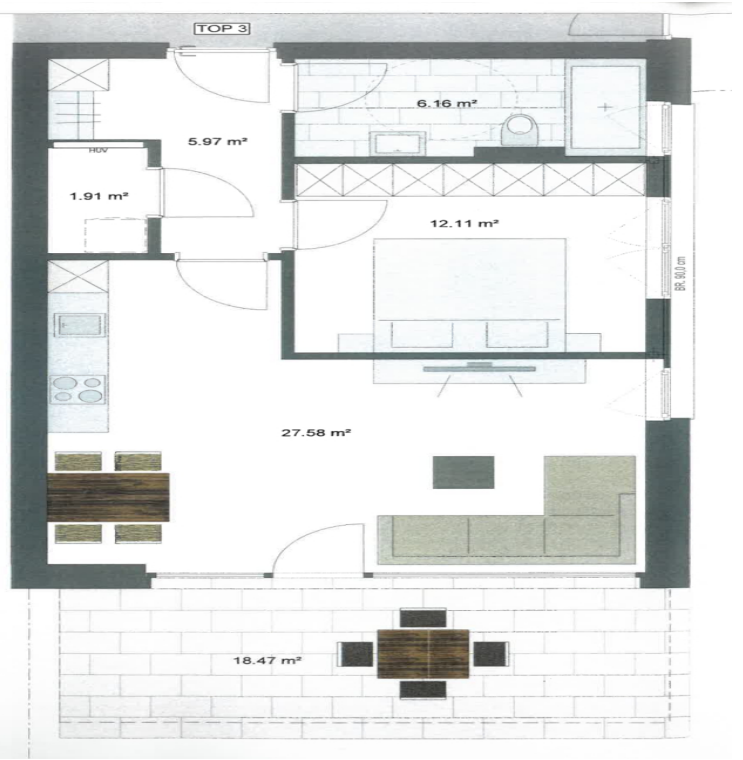 TOP 3
6.16 m²
5.97 m²
HUV
1.91 m²
12.11 m²
BR. 90,0 cm
27.58 m²
18.47 m²